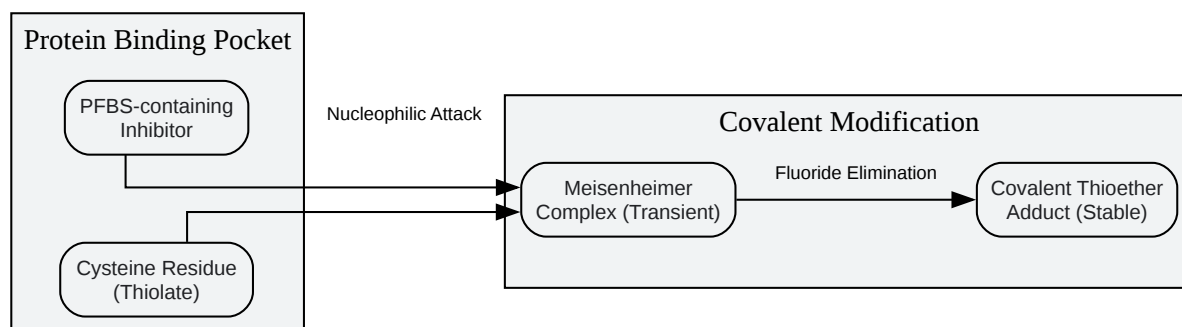 Protein Binding Pocket
PFBS-containing
Inhibitor
Cysteine Residue
(Thiolate)
Nucleophilic Attack
Covalent Modification
Meisenheimer
Complex (Transient)
Fluoride Elimination
Covalent Thioether
Adduct (Stable)